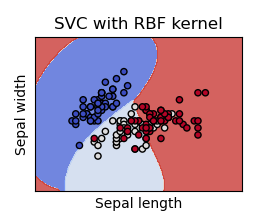 SVC with RBF kernel
Sepal width
Sepal length